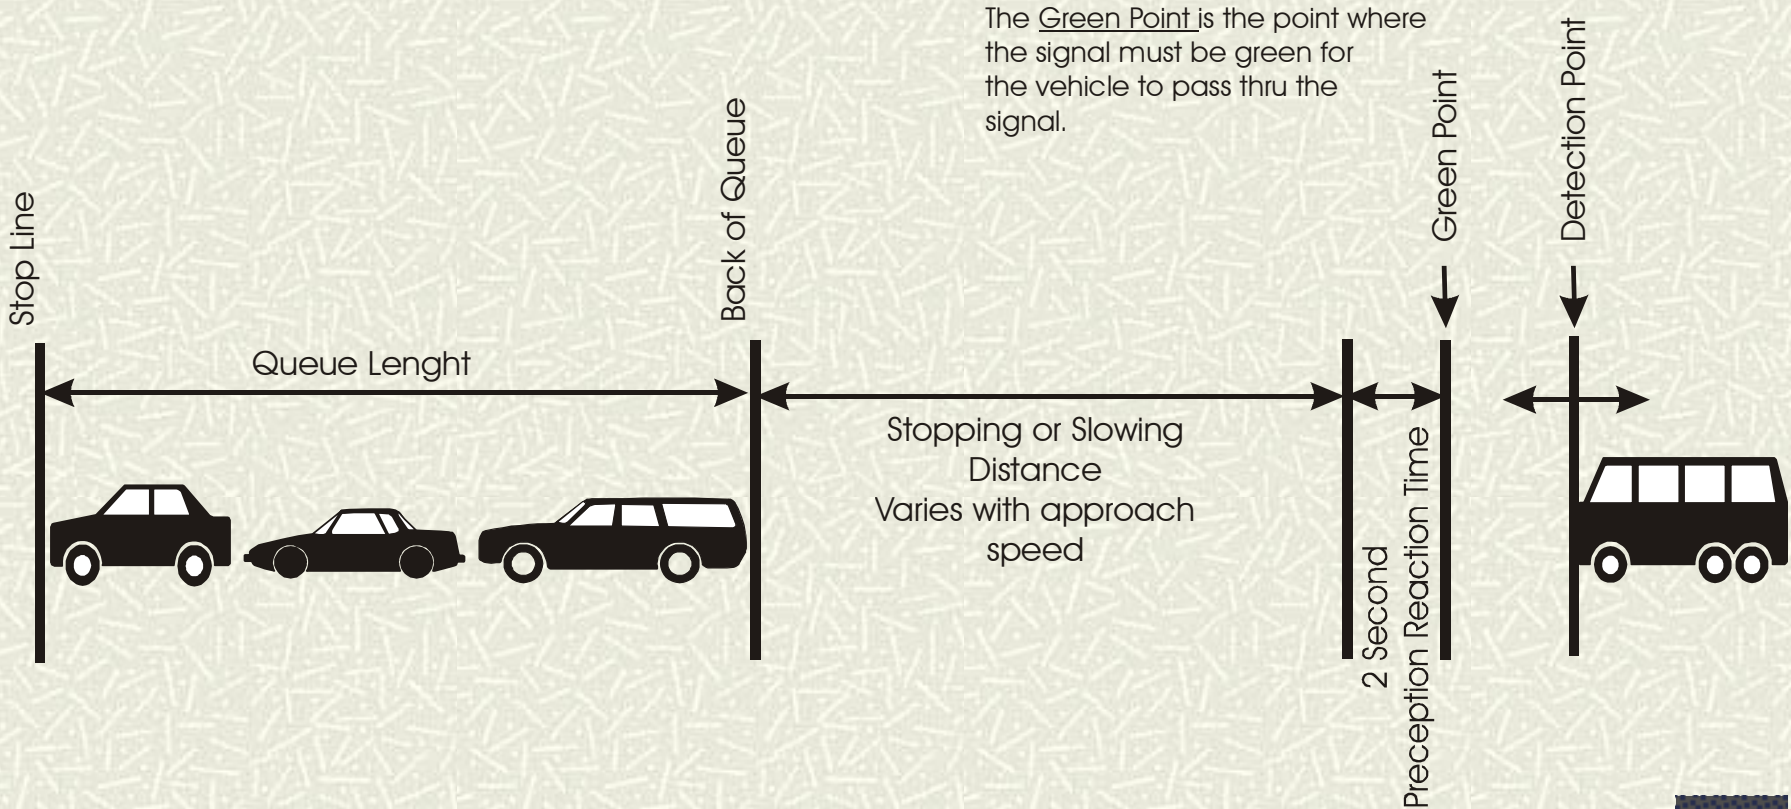 The Green Point is the point where
the signal must be green for
the vehicle to pass thru the
signal.
Stop Line
Back of Queue
Green Point
Detection Point
Queue Lenght
Stopping or Slowing
Distance
Varies with approach
speed
2 Second
Preception Reaction Time